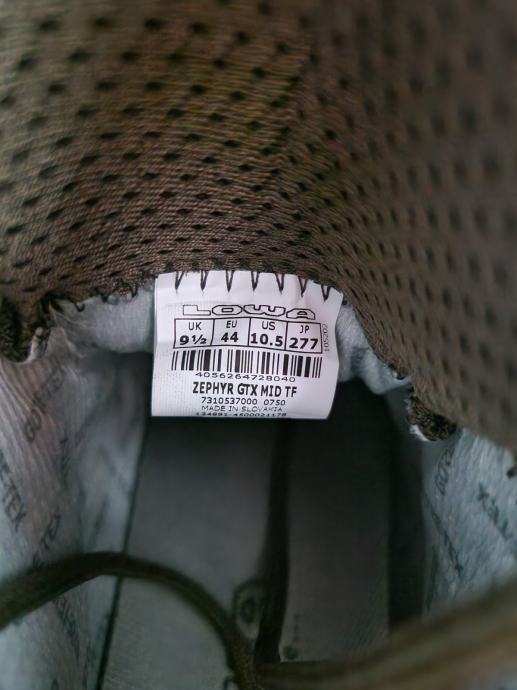 LOWA
UK EU US JP
9½ 44 10.5 277
105202
4056264728040
ZEPHYR GTX MID TF
7310537000 0750
MADE IN SLOVAKIA